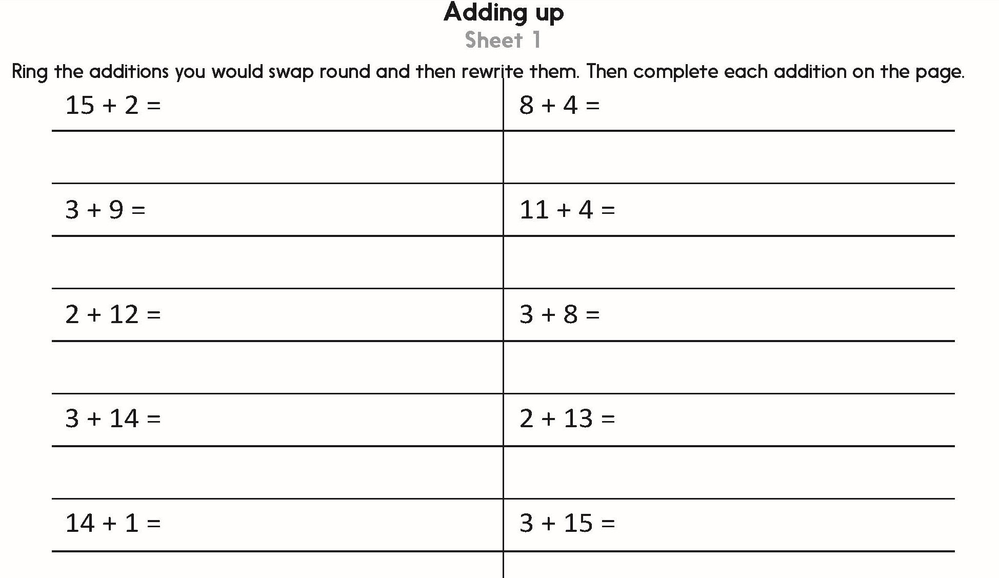 Adding up
Sheet 1
Ring the additions you would swap round and then rewrite them. Then complete each addition on the page.
15 + 2 =
8 + 4 =
3 + 9 =
11 + 4 =
2 + 12 =
3 + 8 =
3 + 14 =
2 + 13 =
14 + 1 =
3 + 15 =